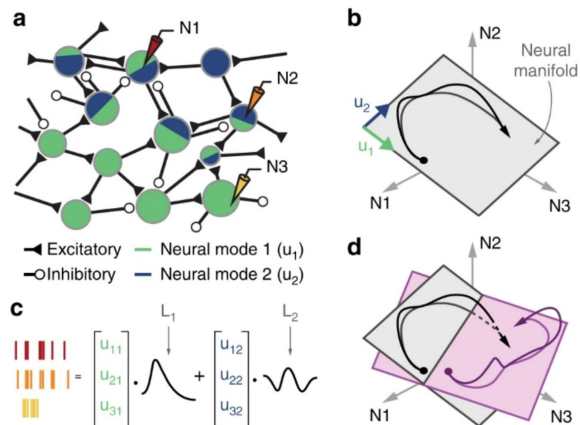 a
N1
N2
N3
Excitatory
Neural mode 1 (u₁)
Inhibitory
Neural mode 2 (u₂)
b
N2
Neural
manifold
u₂
u₁
N1
N3
c
L₁
L₂
u₁₁
u₁₂
u₂₁
u₂₂
u₃₁
u₃₂
= · + ·
d
N2
N1
N3